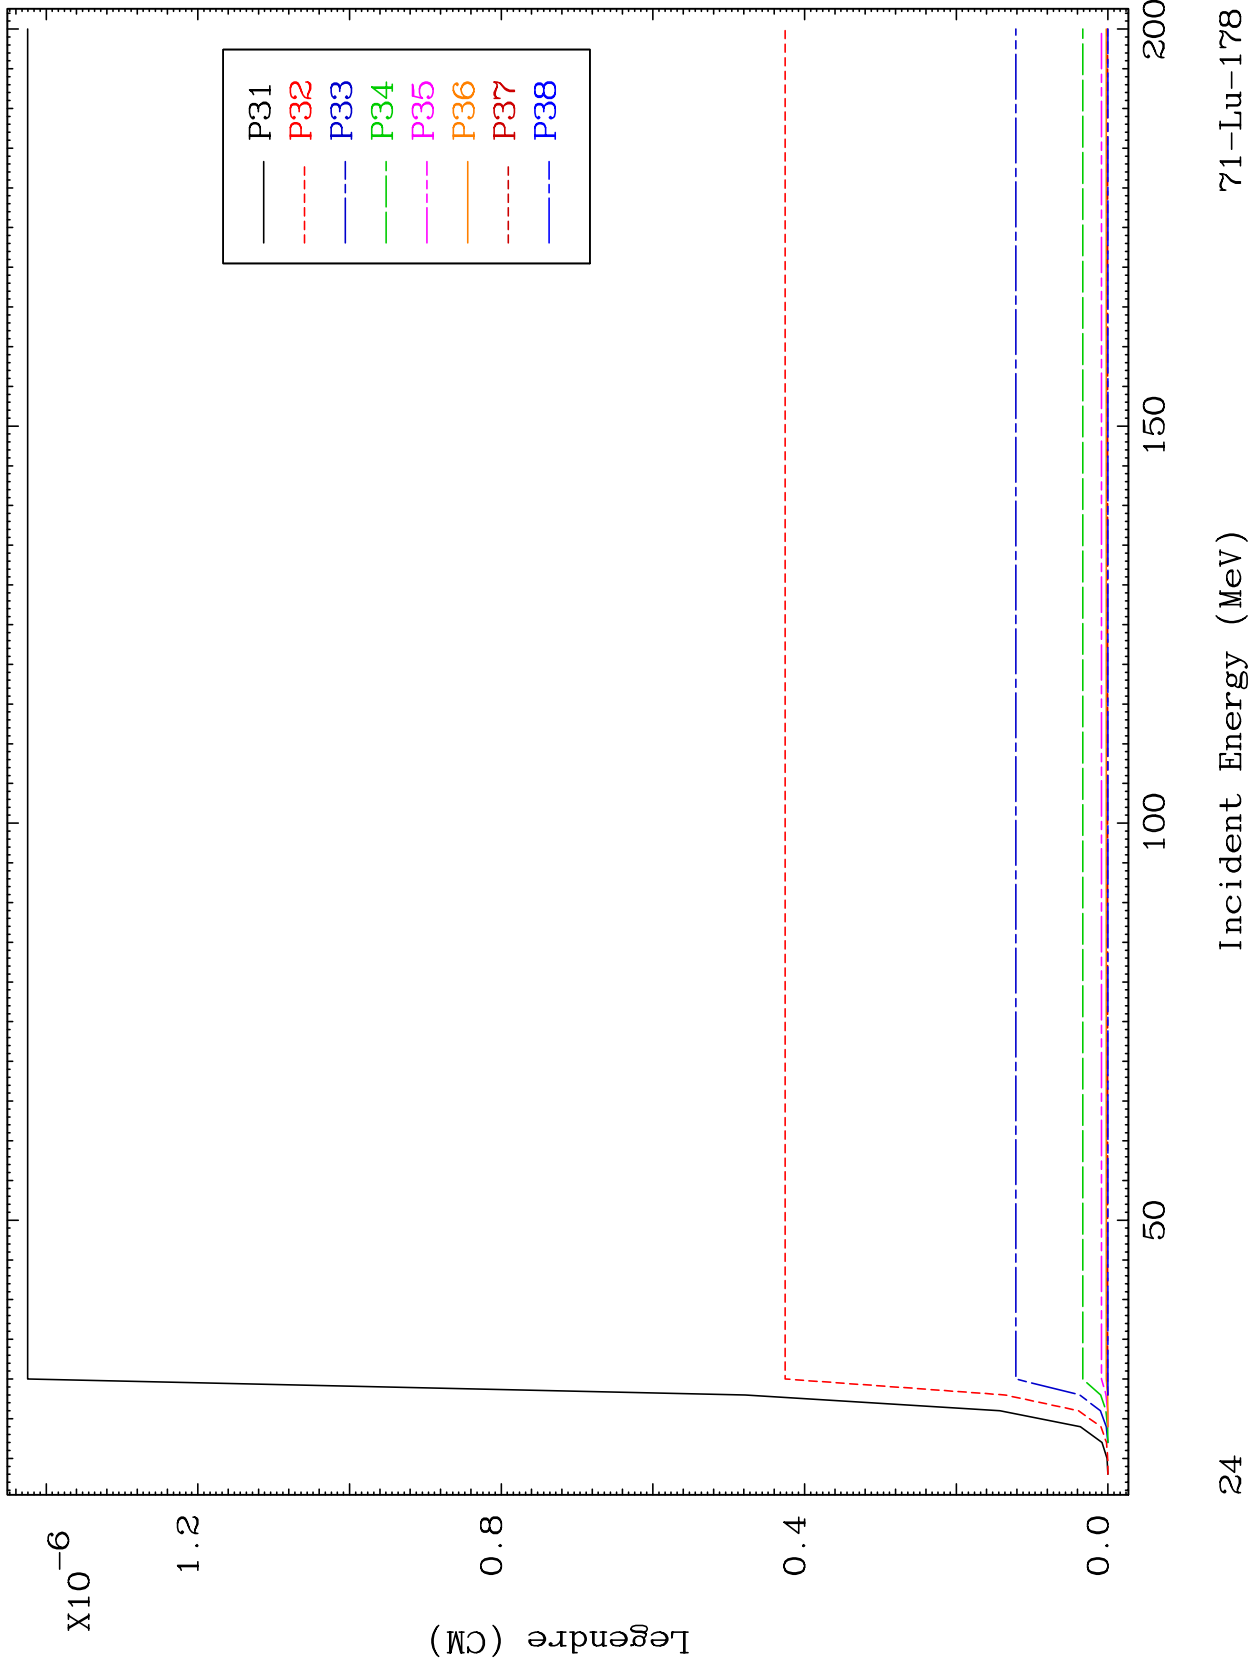 X10-6
1.2
0.8
0.4
0.0
Legendre (CM)
P31
P32
P33
P34
P35
P36
P37
P38
50
100
150
200
24
Incident Energy (MeV)
71-Lu-178